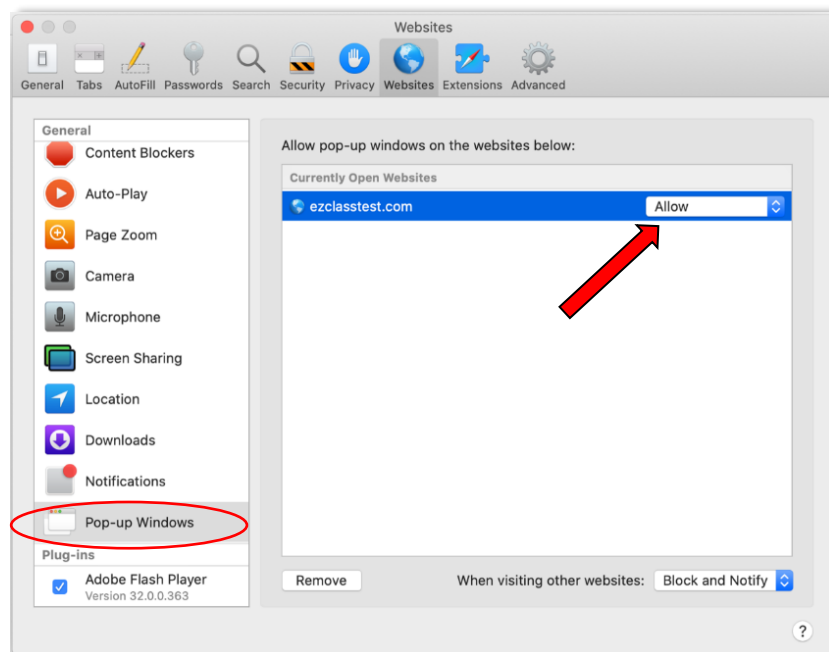 Websites
General Tabs AutoFill Passwords Search Security Privacy Websites Extensions Advanced
General
Content Blockers
Auto-Play
Page Zoom
Camera
Microphone
Screen Sharing
Location
Downloads
Notifications
Pop-up Windows
Plug-ins
Adobe Flash Player
Version 32.0.0.363
Allow pop-up windows on the websites below:
Currently Open Websites
ezclasstest.com Allow
Remove When visiting other websites: Block and Notify
?